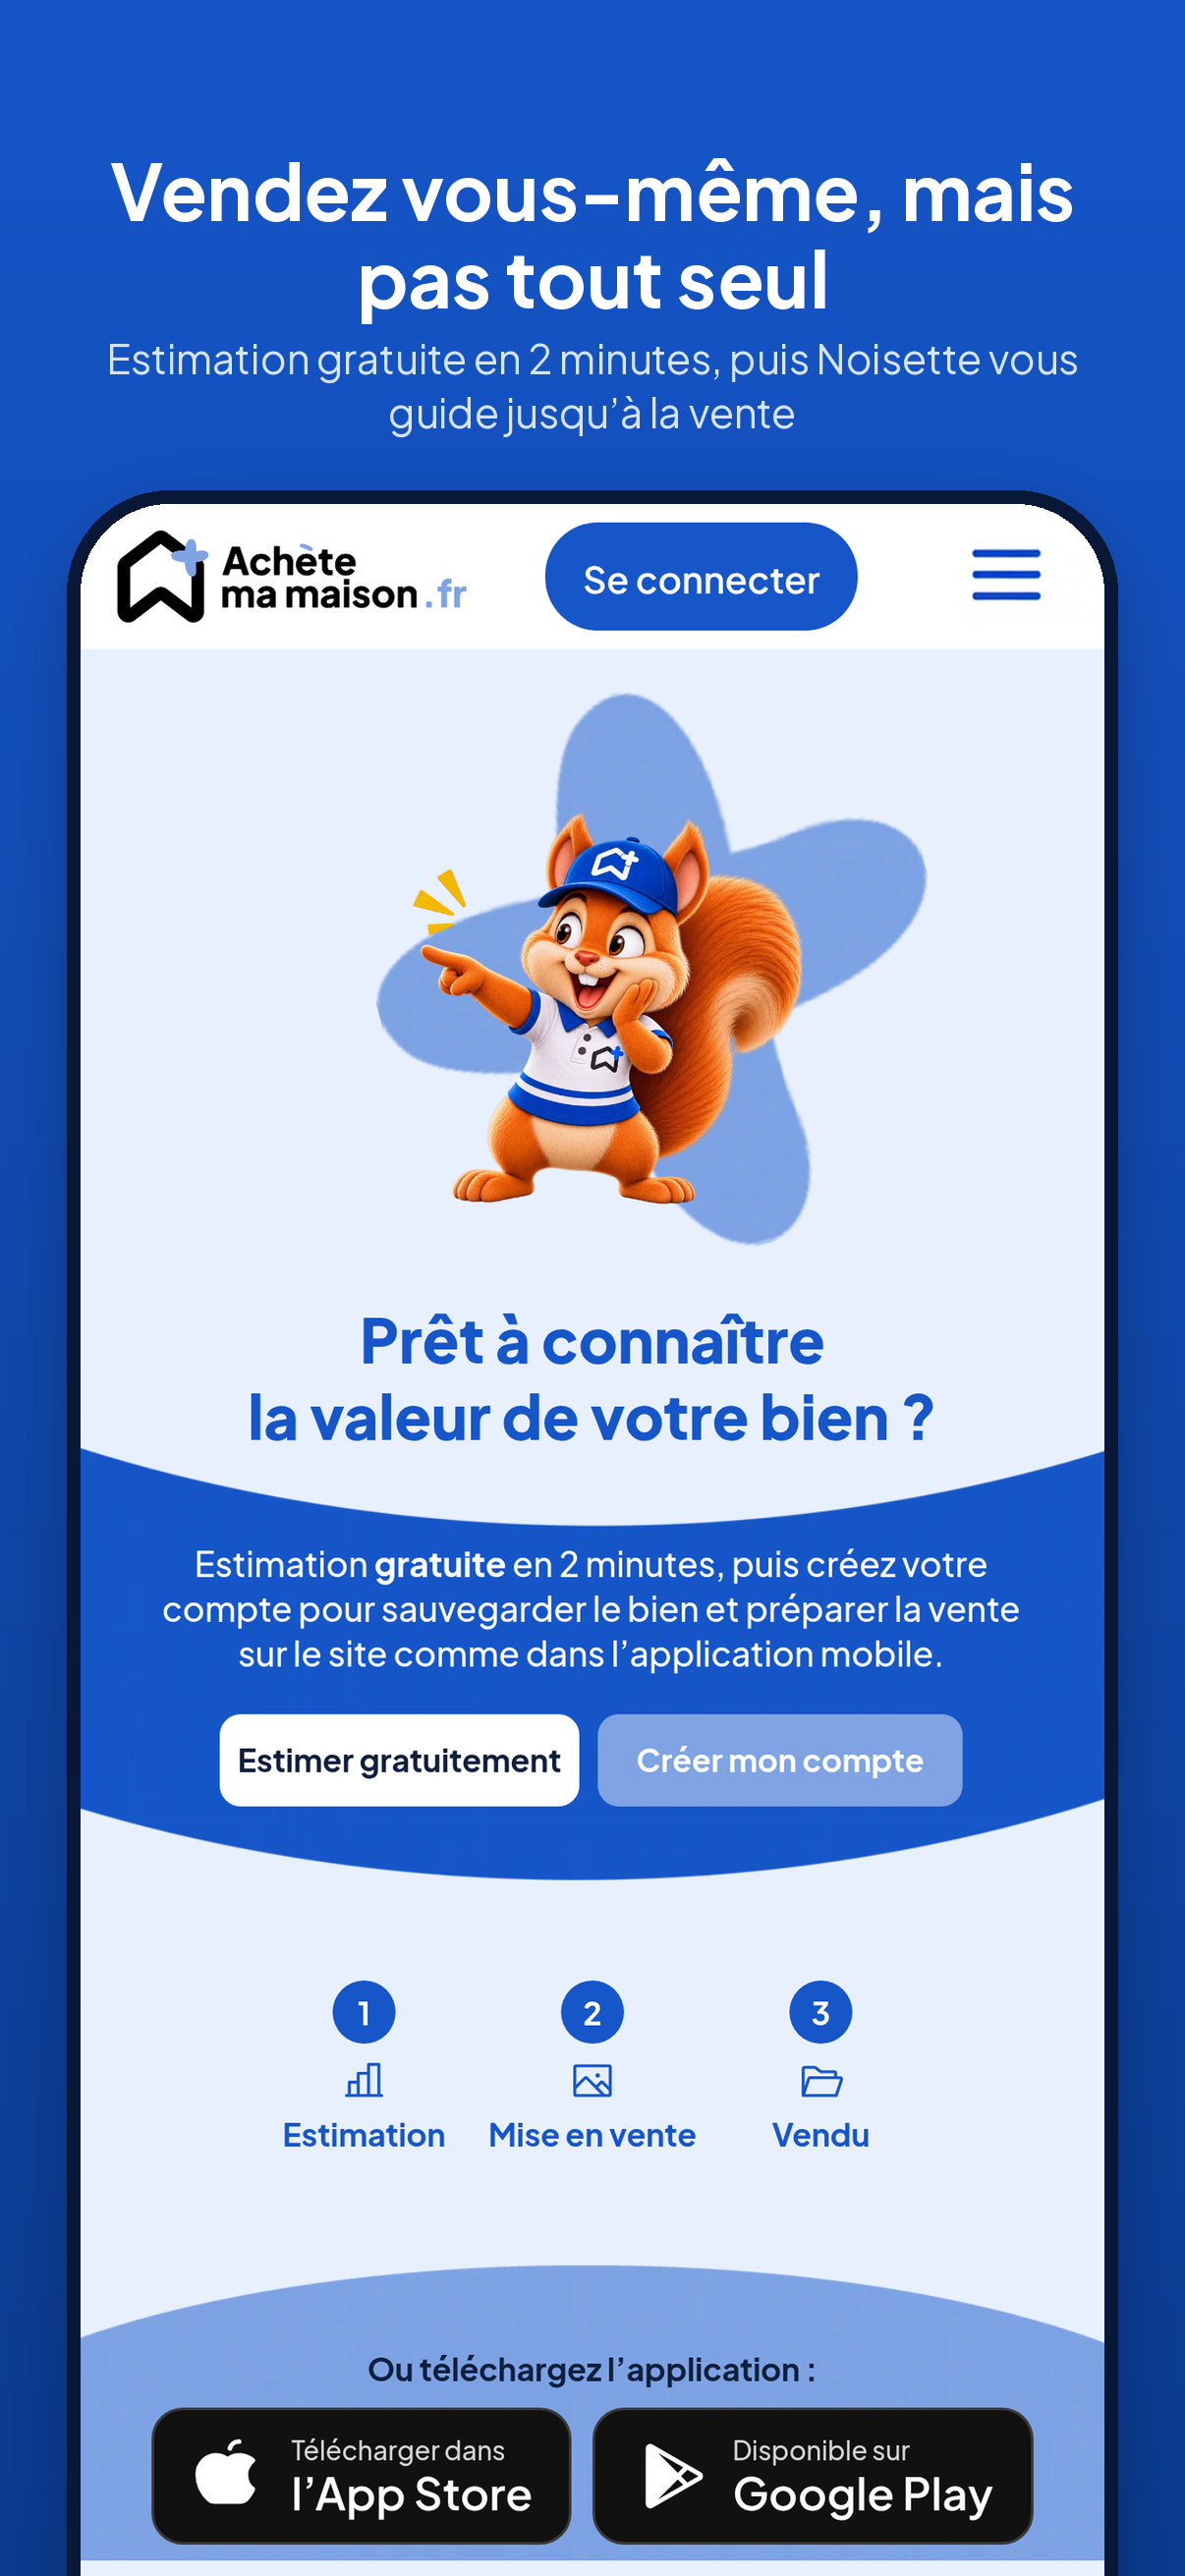 Vendez vous-même, mais
pas tout seul
Estimation gratuite en 2 minutes, puis Noisette vous
guide jusqu’à la vente
Achète
ma maison.fr
Se connecter
Prêt à connaître
la valeur de votre bien ?
Estimation gratuite en 2 minutes, puis créez votre
compte pour sauvegarder le bien et préparer la vente
sur le site comme dans l’application mobile.
Estimer gratuitement
Créer mon compte
1
2
3
Estimation
Mise en vente
Vendu
Ou téléchargez l’application :
Télécharger dans
l’App Store
Disponible sur
Google Play